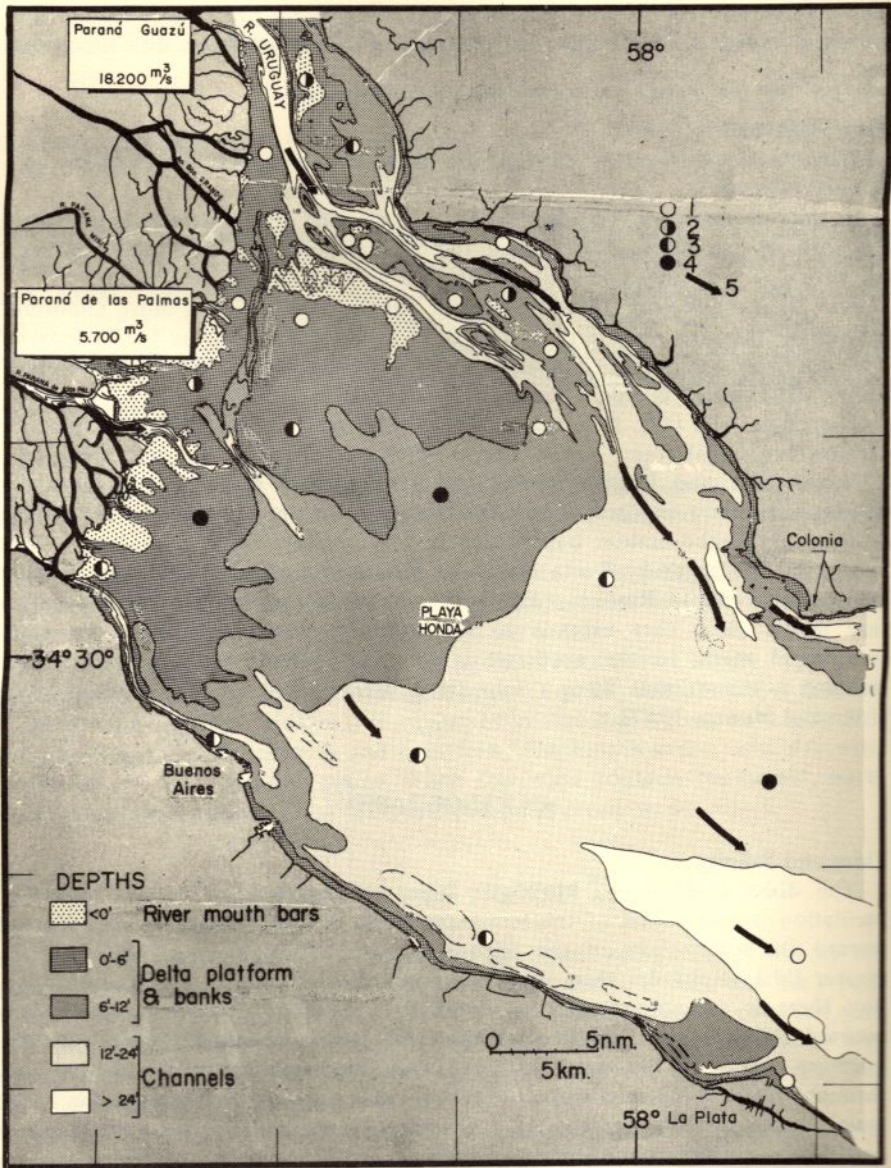 Paraná Guazú
18.200 m³/s
R. URUGUAY
58°
1
2
3
4
5
Paraná de las Palmas
5.700 m³/s
Colonia
PLAYA
HONDA
34° 30'
Buenos
Aires
DEPTHS
<0' River mouth bars
0'-6'
Delta platform
& banks
6'-12'
12'-24'
Channels
> 24'
0 5 n.m.
5 km.
58° La Plata